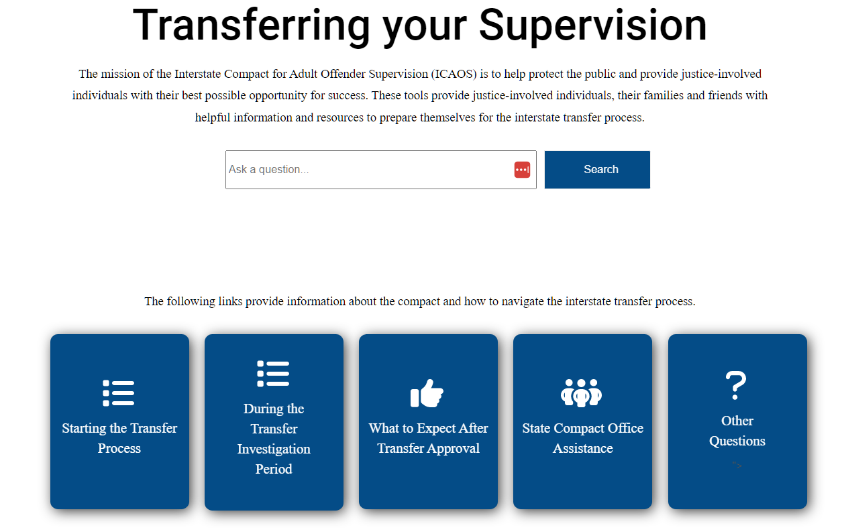 Transferring your Supervision
The mission of the Interstate Compact for Adult Offender Supervision (ICAOS) is to help protect the public and provide justice-involved
individuals with their best possible opportunity for success. These tools provide justice-involved individuals, their families and friends with
helpful information and resources to prepare themselves for the interstate transfer process.
Ask a question...
Search
The following links provide information about the compact and how to navigate the interstate transfer process.
Starting the Transfer
Process
During the
Transfer
Investigation
Period
What to Expect After
Transfer Approval
State Compact Office
Assistance
Other
Questions
">